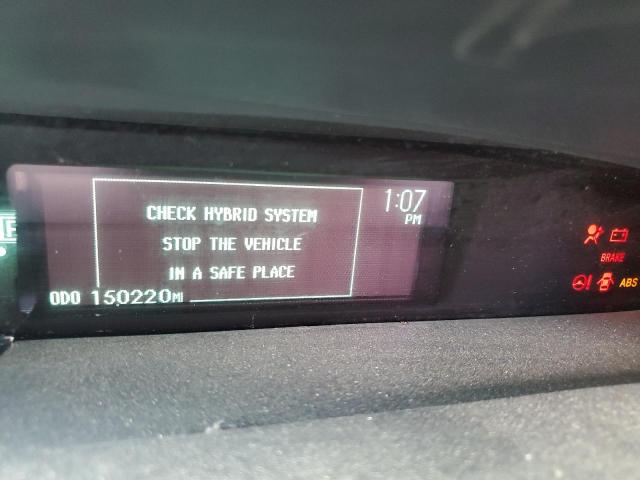 1:07
PM
CHECK HYBRID SYSTEM
STOP THE VEHICLE
IN A SAFE PLACE
ODO 150220MI
BRAKE
ABS